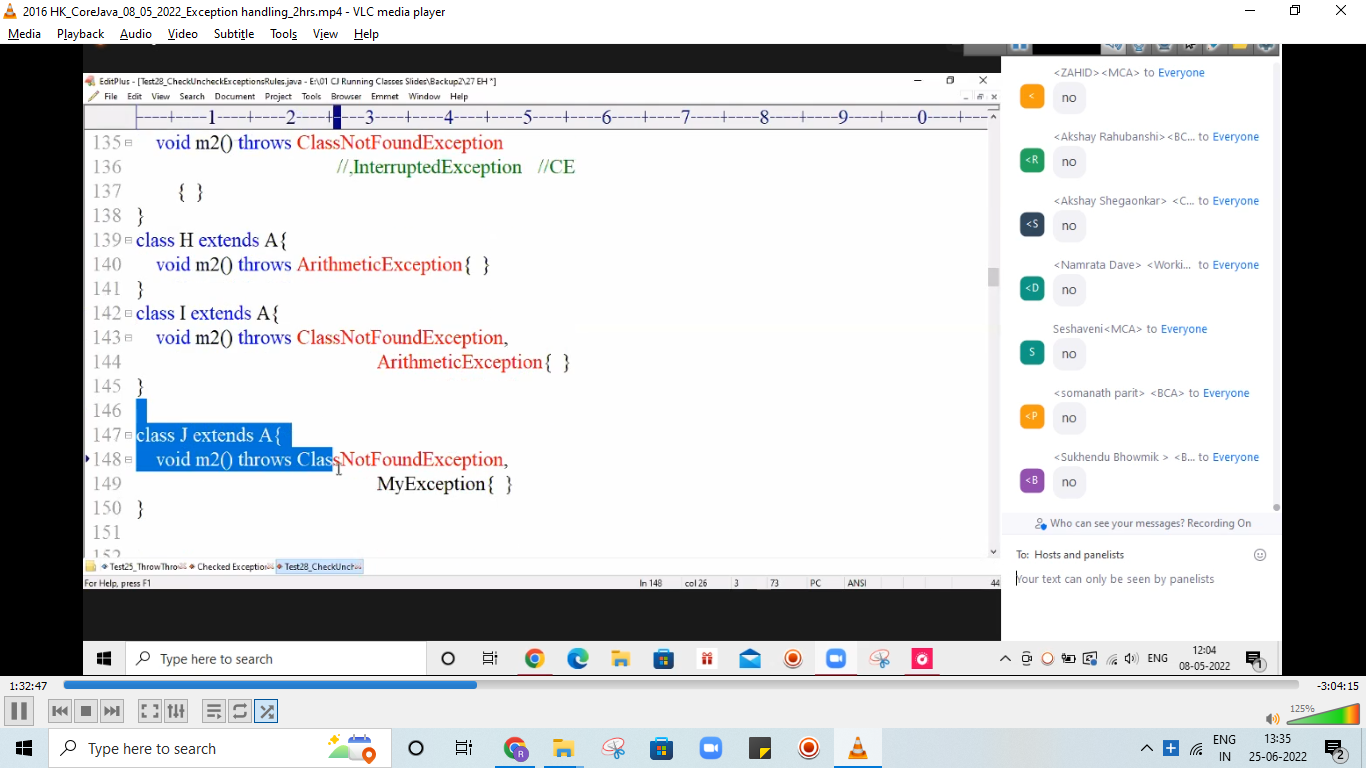 2016 HK_CoreJava_08_05_2022_Exception handling_2hrs.mp4 - VLC media player
Media Playback Audio Video Subtitle Tools View Help
EditPlus - [Test28_CheckUncheckExceptionsRules.java - E:\01 CJ Running Classes Slides\Backup2\27 EH *]
File Edit View Search Document Project Tools Browser Emmet Window Help
----+----1----+----2----+----3----+----4----+----5----+----6----+----7----+----8----+----9----+----0----+----
135 void m2() throws ClassNotFoundException
136 //,InterruptedException //CE
137 { }
138 }
139 class H extends A{
140 void m2() throws ArithmeticException{ }
141 }
142 class I extends A{
143 void m2() throws ClassNotFoundException,
144 ArithmeticException{ }
145 }
146
147 class J extends A{
148 void m2() throws ClassNotFoundException,
149 MyException{ }
150 }
151
152
Test25_ThrowThro Checked Exception Test28_CheckUnch
For Help, press F1 ln 148 col 26 3 73 PC ANSI 44
<ZAHID><MCA> to Everyone
<
no
<Akshay Rahubanshi><BC... to Everyone
<R
no
<Akshay Shegaonkar> <C... to Everyone
<S
no
<Namrata Dave> <Worki... to Everyone
<D
no
Seshaveni<MCA> to Everyone
S
no
<somanath parit> <BCA> to Everyone
<P
no
<Sukhendu Bhowmik > <B... to Everyone
<B
no
Who can see your messages? Recording On
To: Hosts and panelists
Your text can only be seen by panelists
Type here to search
ENG
12:04
08-05-2022
1
1:32:47
-3:04:15
125%
Type here to search
ENG
IN
13:35
25-06-2022
2